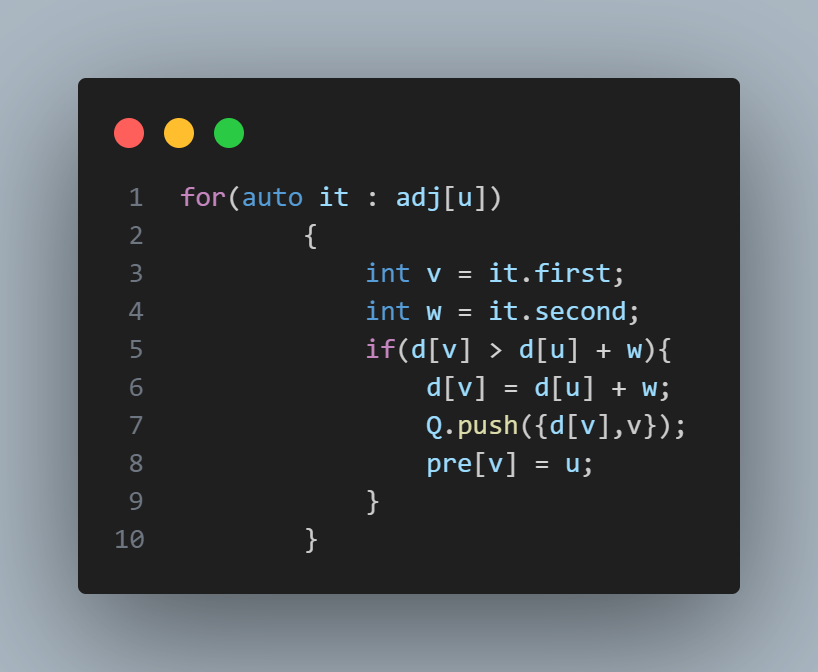 1 for(auto it : adj[u])
2         {
3             int v = it.first;
4             int w = it.second;
5             if(d[v] > d[u] + w){
6                 d[v] = d[u] + w;
7                 Q.push({d[v],v});
8                 pre[v] = u;
9             }
10         }